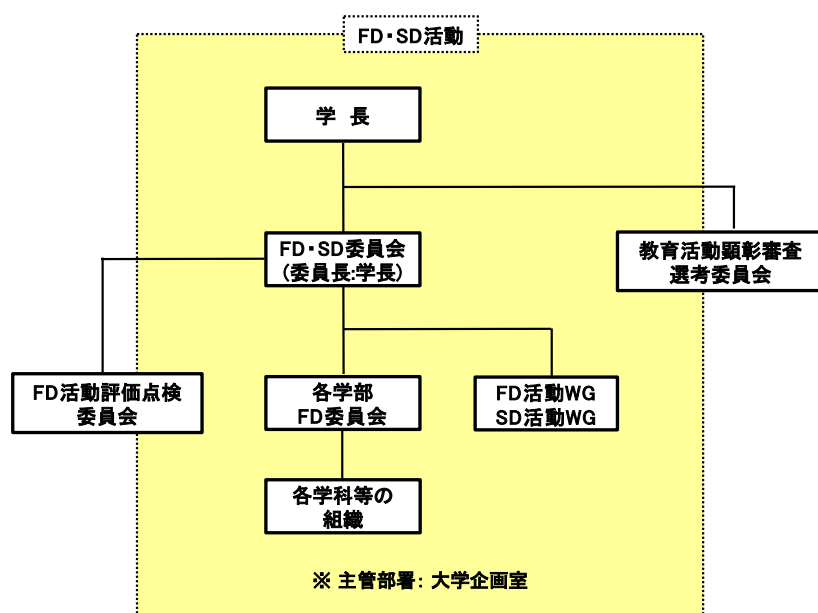 FD・SD活動
学 長
FD・SD委員会
(委員長:学長)
教育活動顕彰審査
選考委員会
FD活動評価点検
委員会
各学部
FD委員会
FD活動WG
SD活動WG
各学科等の
組織
※ 主管部署: 大学企画室